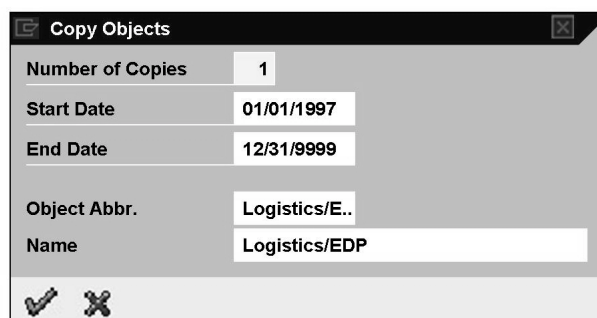 Copy Objects
Number of Copies 1
Start Date 01/01/1997
End Date 12/31/9999
Object Abbr. Logistics/E..
Name Logistics/EDP